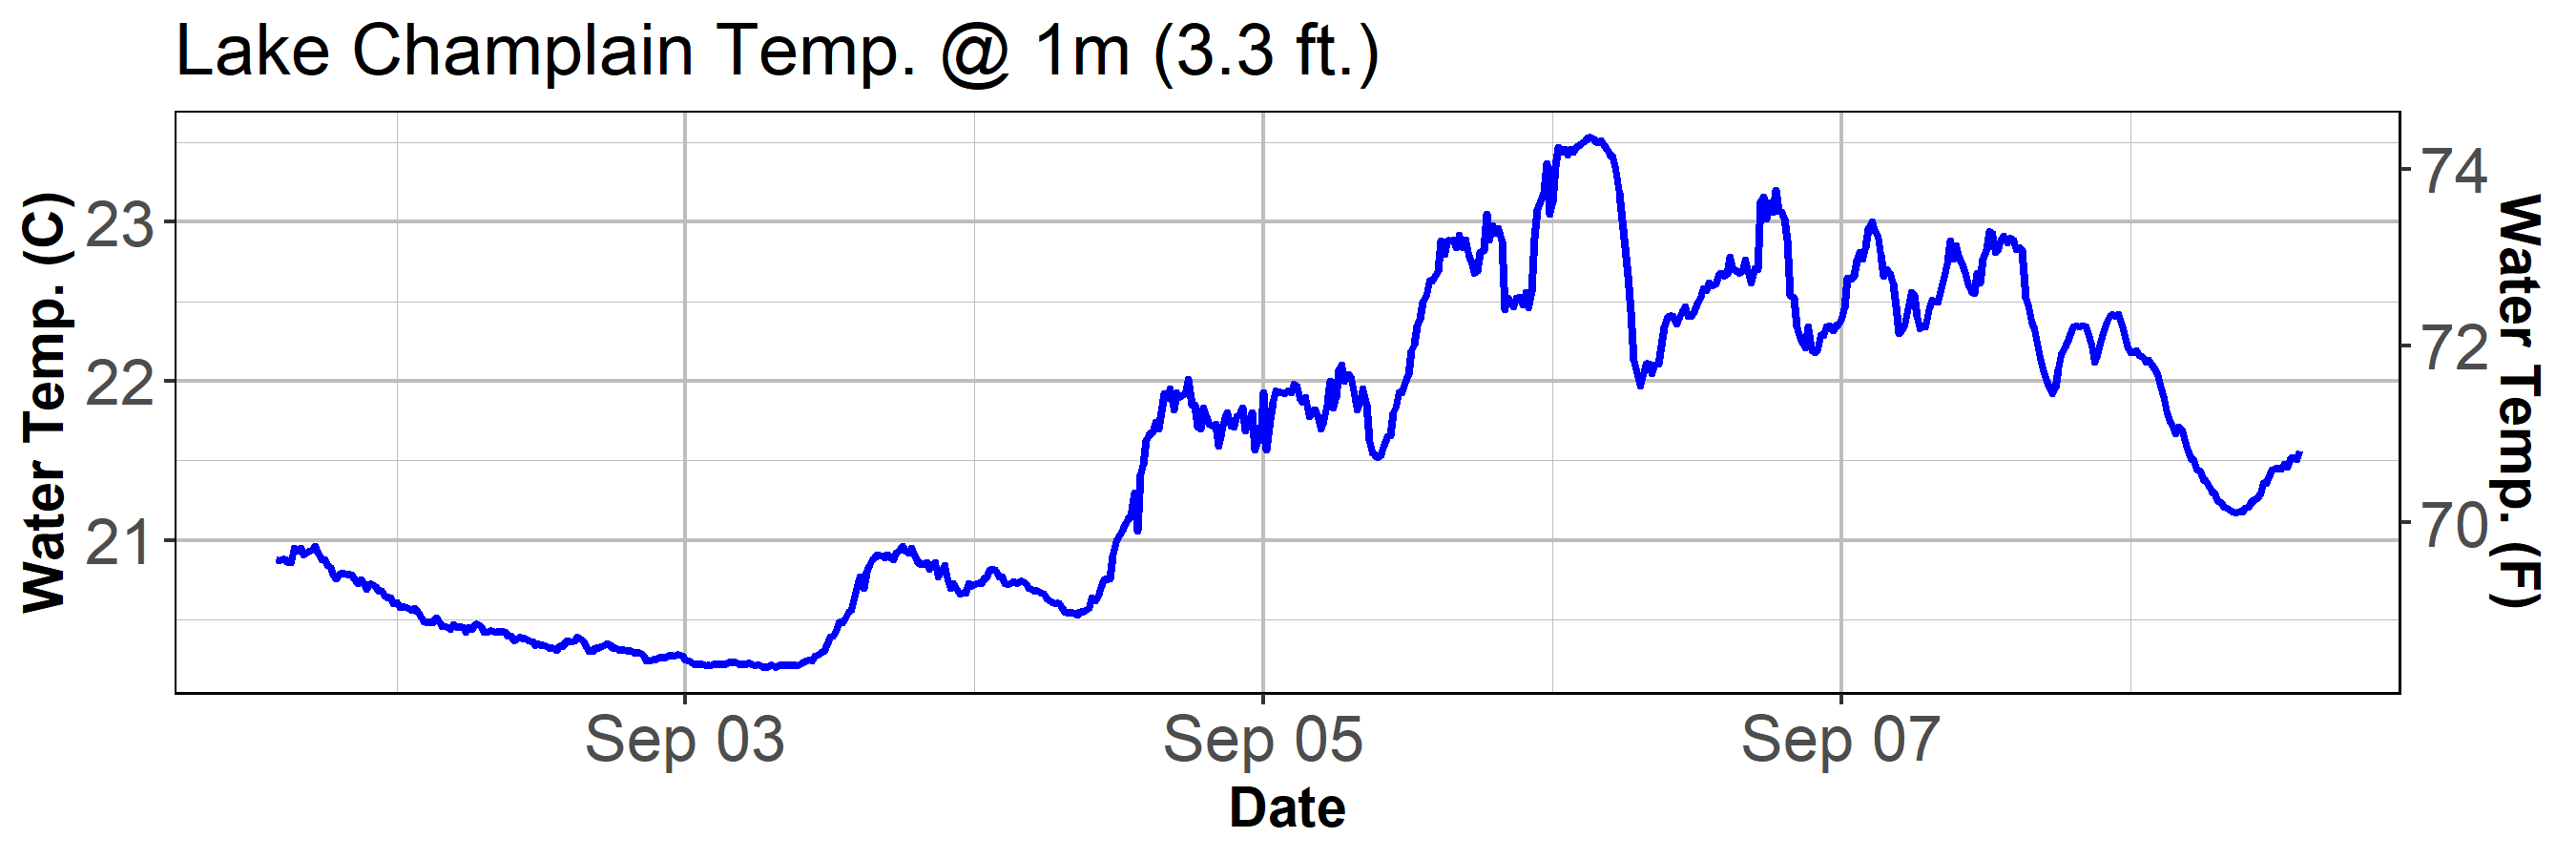 Lake Champlain Temp. @ 1m (3.3 ft.)
Water Temp. (C)
23
22
21
74
72
70
Water Temp. (F)
Sep 03
Sep 05
Sep 07
Date